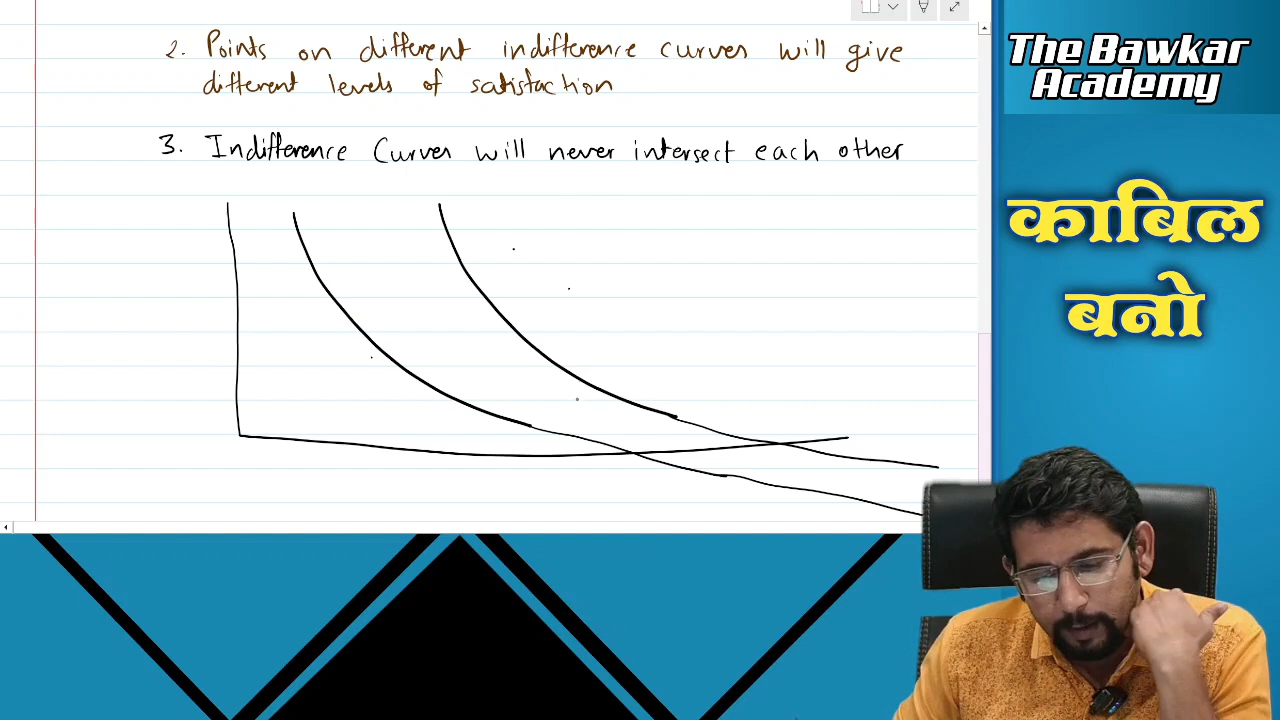 2. Points on different indifference curves will give
different levels of satisfaction
3. Indifference Curves will never intersect each other
The Bawkar
Academy
काबिल
बनो